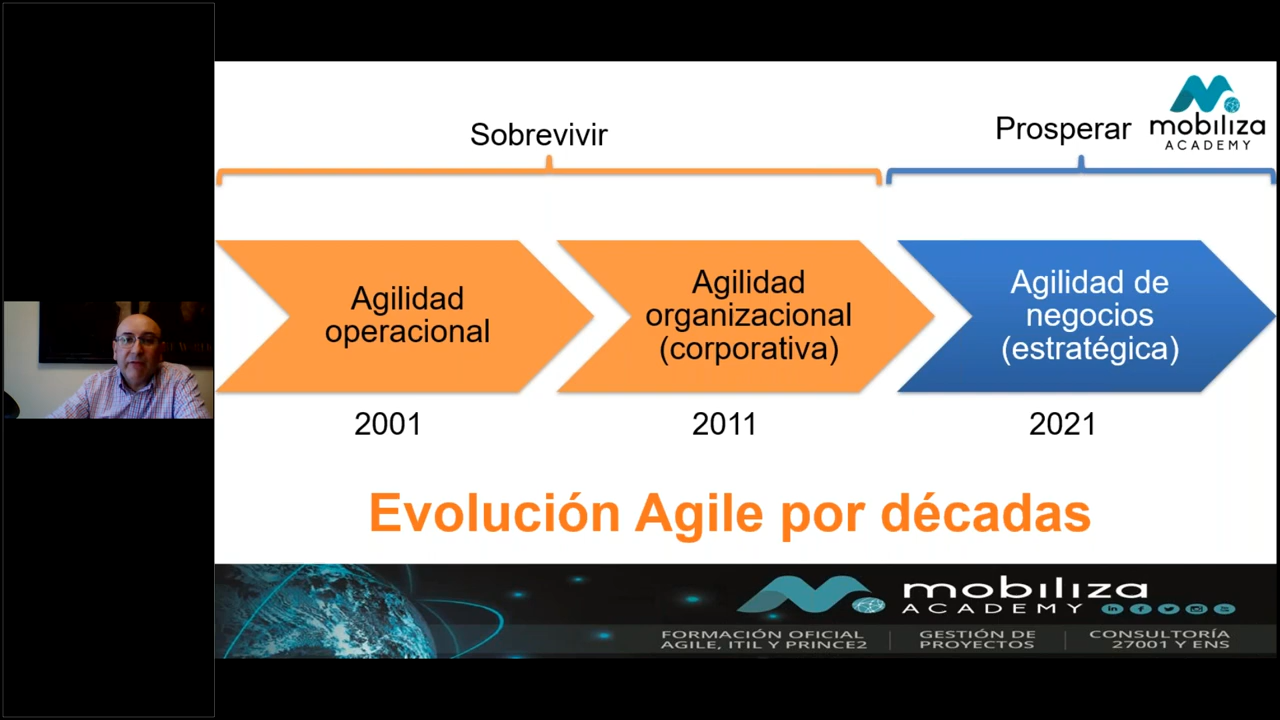 Sobrevivir
Prosperar
mobiliza
ACADEMY
Agilidad
operacional
Agilidad
organizacional
(corporativa)
Agilidad de
negocios
(estratégica)
2001
2011
2021
Evolución Agile por décadas
mobiliza
ACADEMY
FORMACIÓN OFICIAL
AGILE, ITIL Y PRINCE2
GESTIÓN DE
PROYECTOS
CONSULTORÍA
27001 Y ENS